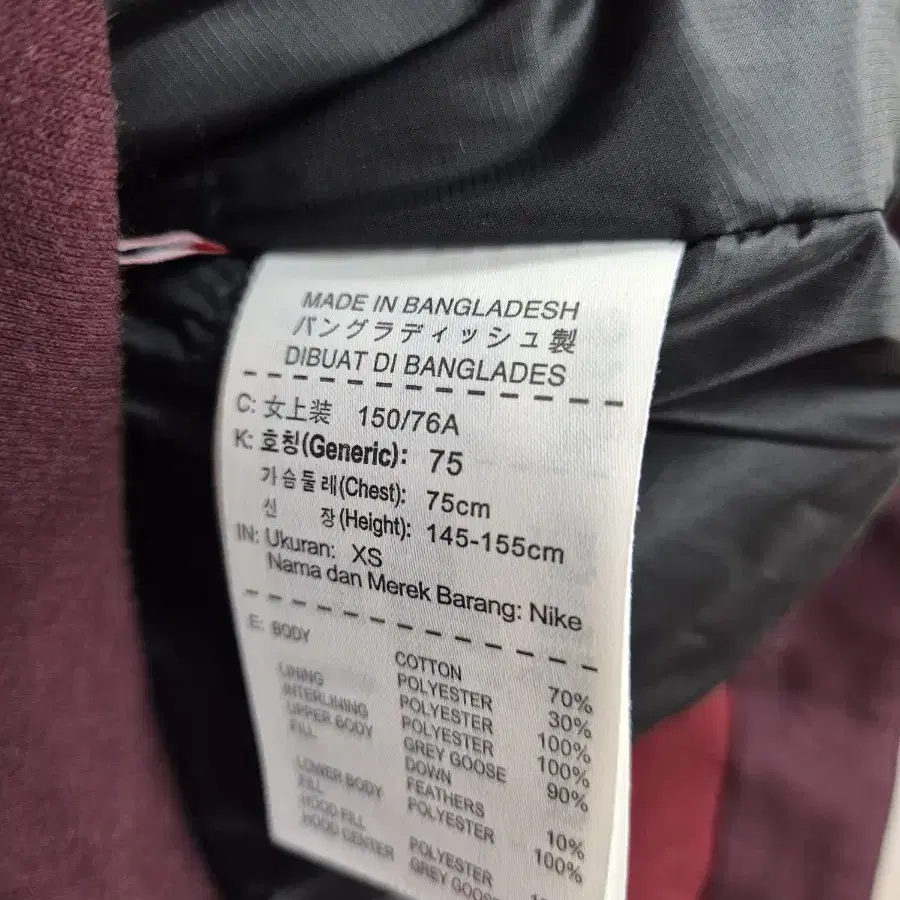 MADE IN BANGLADESH
バングラディッシュ製
DIBUAT DI BANGLADES
C: 女上装 150/76A
K: 호칭(Generic): 75
가슴둘레(Chest): 75cm
신 장(Height): 145-155cm
IN: Ukuran: XS
Nama dan Merek Barang: Nike
E: BODY COTTON 70%
POLYESTER 30%
LINING POLYESTER 100%
INTERLINING POLYESTER 100%
UPPER BODY GREY GOOSE
FILL DOWN 90%
FEATHERS 10%
LOWER BODY POLYESTER 100%
FILL
HOOD FILL POLYESTER
HOOD CENTER GREY GOOSE